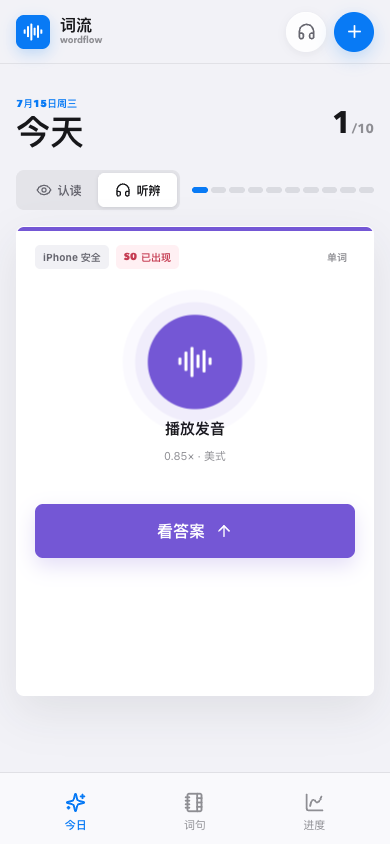 词流
wordflow
7月15日周三
今天
1/10
认读
听辨
iPhone 安全
S0 已出现
单词
播放发音
0.85× · 美式
看答案 ↑
今日
词句
进度